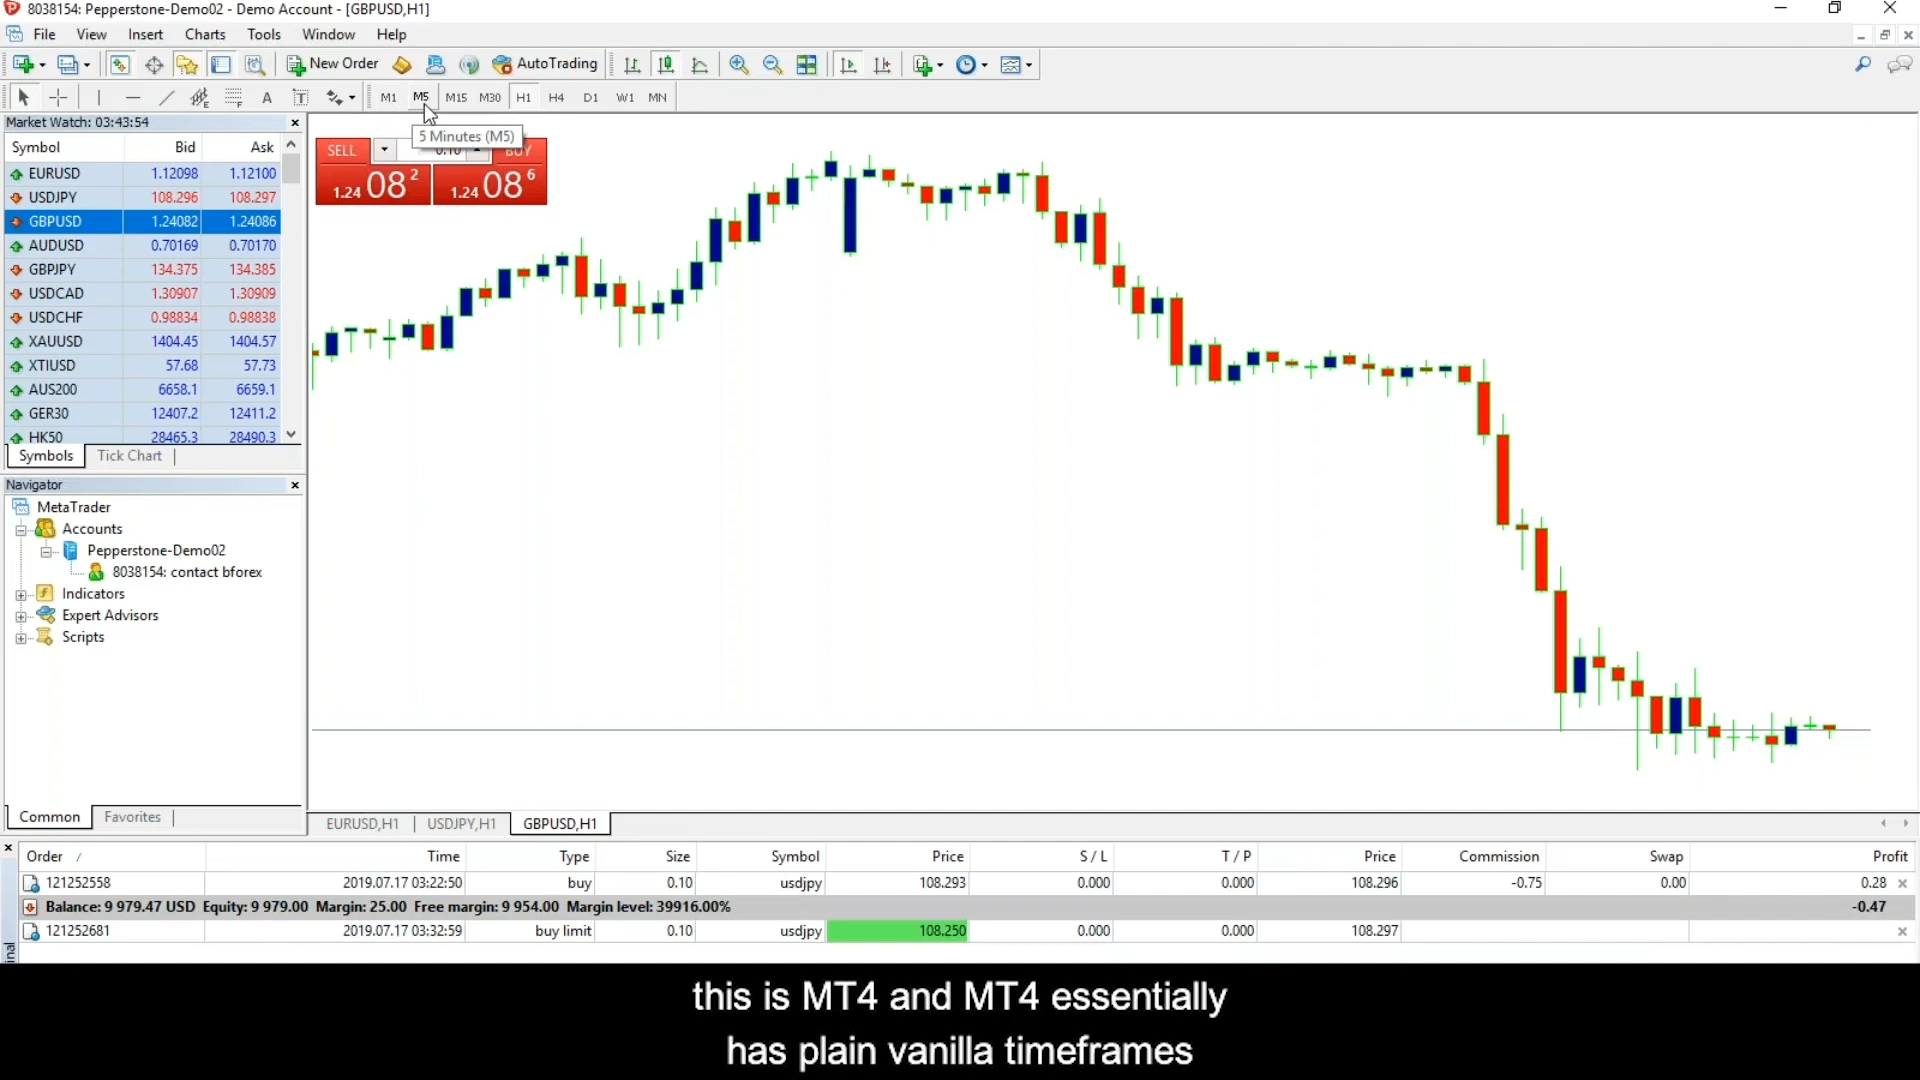 8038154: Pepperstone-Demo02 - Demo Account - [GBPUSD,H1]
File View Insert Charts Tools Window Help
New Order AutoTrading
A T M1 M5 M15 M30 H1 H4 D1 W1 MN
Market Watch: 03:43:54
5 Minutes (M5)
Symbol Bid Ask
SELL 0.10 BUY
1.24 08 2 1.24 08 6
EURUSD 1.12098 1.12100
USDJPY 108.296 108.297
GBPUSD 1.24082 1.24086
AUDUSD 0.70169 0.70170
GBPJPY 134.375 134.385
USDCAD 1.30907 1.30909
USDCHF 0.98834 0.98838
XAUUSD 1404.45 1404.57
XTIUSD 57.68 57.73
AUS200 6658.1 6659.1
GER30 12407.2 12411.2
HK50 28465.3 28490.3
Symbols Tick Chart
Navigator
MetaTrader
Accounts
Pepperstone-Demo02
8038154: contact bforex
Indicators
Expert Advisors
Scripts
Common Favorites
EURUSD,H1 USDJPY,H1 GBPUSD,H1
Order / Time Type Size Symbol Price S / L T / P Price Commission Swap Profit
121252558 2019.07.17 03:22:50 buy 0.10 usdjpy 108.293 0.000 0.000 108.296 -0.75 0.00 0.28
Balance: 9 979.47 USD Equity: 9 979.00 Margin: 25.00 Free margin: 9 954.00 Margin level: 39916.00% -0.47
121252681 2019.07.17 03:32:59 buy limit 0.10 usdjpy 108.250 0.000 0.000 108.297
this is MT4 and MT4 essentially
has plain vanilla timeframes